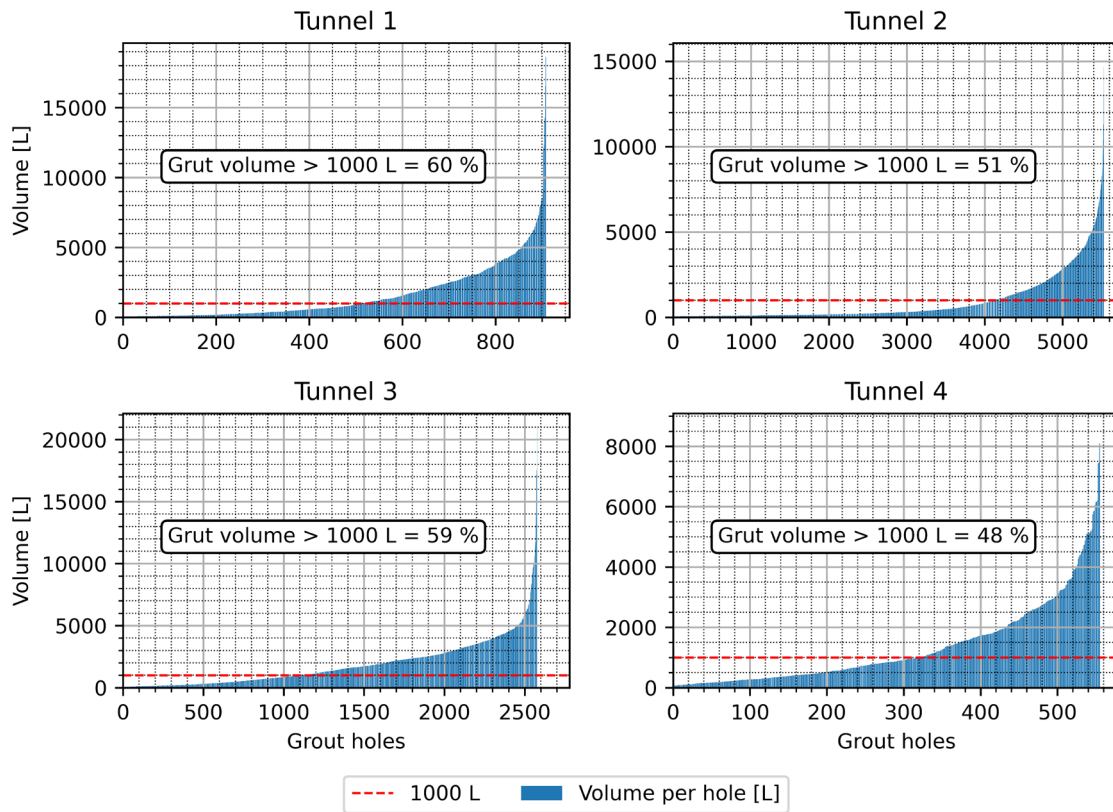 Tunnel 1
Volume [L]
15000
10000
5000
0
Grut volume > 1000 L = 60 %
0 200 400 600 800
Tunnel 2
15000
10000
5000
0
Grut volume > 1000 L = 51 %
0 1000 2000 3000 4000 5000
Tunnel 3
Volume [L]
20000
15000
10000
5000
0
Grut volume > 1000 L = 59 %
0 500 1000 1500 2000 2500
Grout holes
Tunnel 4
8000
6000
4000
2000
0
Grut volume > 1000 L = 48 %
0 100 200 300 400 500
Grout holes
1000 L Volume per hole [L]